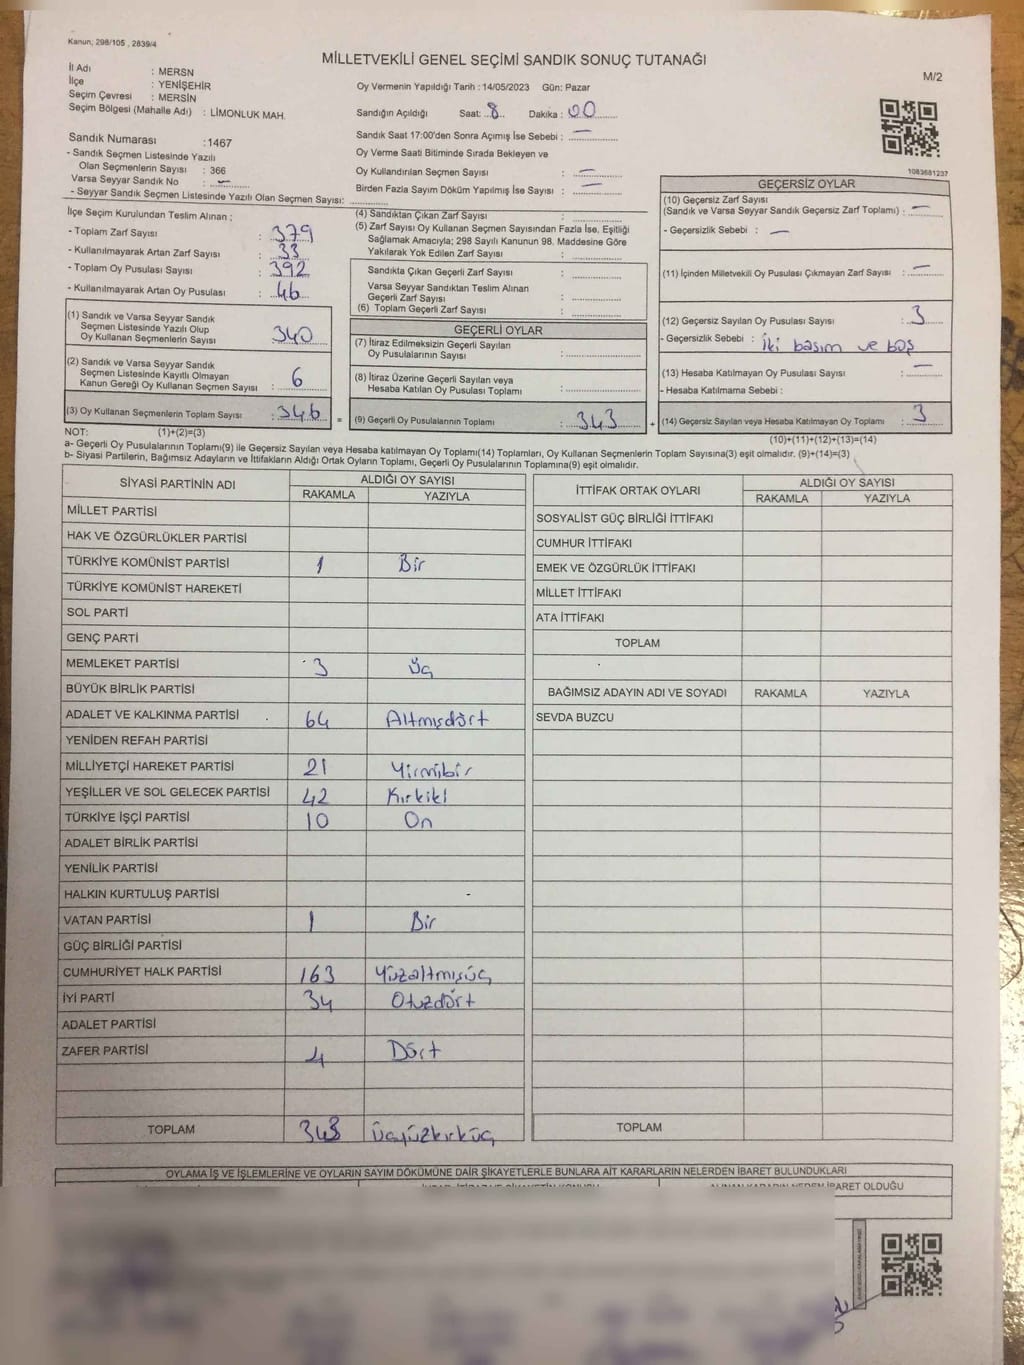 Kanun; 298/105 , 2839/4
MİLLETVEKİLİ GENEL SEÇİMİ SANDIK SONUÇ TUTANAĞI
M/2
İl Adı : MERSN
İlçe : YENİŞEHİR
Seçim Çevresi : MERSİN
Seçim Bölgesi (Mahalle Adı) : LİMONLUK MAH.
Oy Vermenin Yapıldığı Tarih : 14/05/2023 Gün: Pazar
Sandığın Açıldığı Saat: 8 Dakika : 00
Sandık Saat 17:00'den Sonra Açımış İse Sebebi : —
Oy Verme Saati Bitiminde Sırada Bekleyen ve
Oy Kullandırılan Seçmen Sayısı : —
Birden Fazla Sayım Döküm Yapılmış İse Sayısı : —
1083681237
Sandık Numarası :1467
- Sandık Seçmen Listesinde Yazılı
Olan Seçmenlerin Sayısı : 366
Varsa Seyyar Sandık No : —
- Seyyar Sandık Seçmen Listesinde Yazılı Olan Seçmen Sayısı:
İlçe Seçim Kurulundan Teslim Alınan ;
- Toplam Zarf Sayısı : 379
- Kullanılmayarak Artan Zarf Sayısı : 33
- Toplam Oy Pusulası Sayısı : 392
- Kullanılmayarak Artan Oy Pusulası : 46
(1) Sandık ve Varsa Seyyar Sandık
Seçmen Listesinde Yazılı Olup
Oy Kullanan Seçmenlerin Sayısı : 340
(2) Sandık ve Varsa Seyyar Sandık
Seçmen Listesinde Kayıtlı Olmayan
Kanun Gereği Oy Kullanan Seçmen Sayısı : 6
(3) Oy Kullanan Seçmenlerin Toplam Sayısı : 346 =
(4) Sandıktan Çıkan Zarf Sayısı :
(5) Zarf Sayısı Oy Kullanan Seçmen Sayısından Fazla İse, Eşitliği
Sağlamak Amacıyla; 298 Sayılı Kanunun 98. Maddesine Göre
Yakılarak Yok Edilen Zarf Sayısı :
Sandıkta Çıkan Geçerli Zarf Sayısı :
Varsa Seyyar Sandıktan Teslim Alınan
Geçerli Zarf Sayısı :
(6) Toplam Geçerli Zarf Sayısı :
GEÇERLİ OYLAR
(7) İtiraz Edilmeksizin Geçerli Sayılan
Oy Pusulalarının Sayısı :
(8) İtiraz Üzerine Geçerli Sayılan veya
Hesaba Katılan Oy Pusulası Toplamı :
(9) Geçerli Oy Pusulalarının Toplamı : 343 +
GEÇERSİZ OYLAR
(10) Geçersiz Zarf Sayısı
(Sandık ve Varsa Seyyar Sandık Geçersiz Zarf Toplamı) : —
- Geçersizlik Sebebi : —
(11) İçinden Milletvekili Oy Pusulası Çıkmayan Zarf Sayısı : —
(12) Geçersiz Sayılan Oy Pusulası Sayısı : 3
- Geçersizlik Sebebi : İki basım ve boş
(13) Hesaba Katılmayan Oy Pusulası Sayısı : —
- Hesaba Katılmama Sebebi :
(14) Geçersiz Sayılan veya Hesaba Katılmayan Oy Toplamı : 3
NOT: (1)+(2)=(3)
(10)+(11)+(12)+(13)=(14)
a- Geçerli Oy Pusulalarının Toplamı(9) ile Geçersiz Sayılan veya Hesaba katılmayan Oy Toplamı(14) Toplamları, Oy Kullanan Seçmenlerin Toplam Sayısına(3) eşit olmalıdır. (9)+(14)=(3)
b- Siyasi Partilerin, Bağımsız Adayların ve İttifakların Aldığı Ortak Oyların Toplamı, Geçerli Oy Pusulalarının Toplamına(9) eşit olmalıdır.
SİYASİ PARTİNİN ADI ALDIĞI OY SAYISI
RAKAMLA YAZIYLA
MİLLET PARTİSİ
HAK VE ÖZGÜRLÜKLER PARTİSİ
TÜRKİYE KOMÜNİST PARTİSİ 1 Bir
TÜRKİYE KOMÜNİST HAREKETİ
SOL PARTİ
GENÇ PARTİ
MEMLEKET PARTİSİ 3 Üç
BÜYÜK BİRLİK PARTİSİ
ADALET VE KALKINMA PARTİSİ 64 Altmışdört
YENİDEN REFAH PARTİSİ
MİLLİYETÇİ HAREKET PARTİSİ 21 Yirmibir
YEŞİLLER VE SOL GELECEK PARTİSİ 42 Kırkiki
TÜRKİYE İŞÇİ PARTİSİ 10 On
ADALET BİRLİK PARTİSİ
YENİLİK PARTİSİ
HALKIN KURTULUŞ PARTİSİ -
VATAN PARTİSİ 1 Bir
GÜÇ BİRLİĞİ PARTİSİ
CUMHURİYET HALK PARTİSİ 163 Yüzaltmışüç
İYİ PARTİ 34 Otuzdört
ADALET PARTİSİ
ZAFER PARTİSİ 4 Dört
TOPLAM 343 Üçyüzkırküç
İTTİFAK ORTAK OYLARI ALDIĞI OY SAYISI
RAKAMLA YAZIYLA
SOSYALİST GÜÇ BİRLİĞİ İTTİFAKI
CUMHUR İTTİFAKI
EMEK VE ÖZGÜRLÜK İTTİFAKI
MİLLET İTTİFAKI
ATA İTTİFAKI
TOPLAM
BAĞIMSIZ ADAYIN ADI VE SOYADI RAKAMLA YAZIYLA
SEVDA BUZCU
TOPLAM
OYLAMA İŞ VE İŞLEMLERİNE VE OYLARIN SAYIM DÖKÜMÜNE DAİR ŞİKAYETLERLE BUNLARA AİT KARARLARIN NELERDEN İBARET BULUNDUKLARI
İBARET OLDUĞU